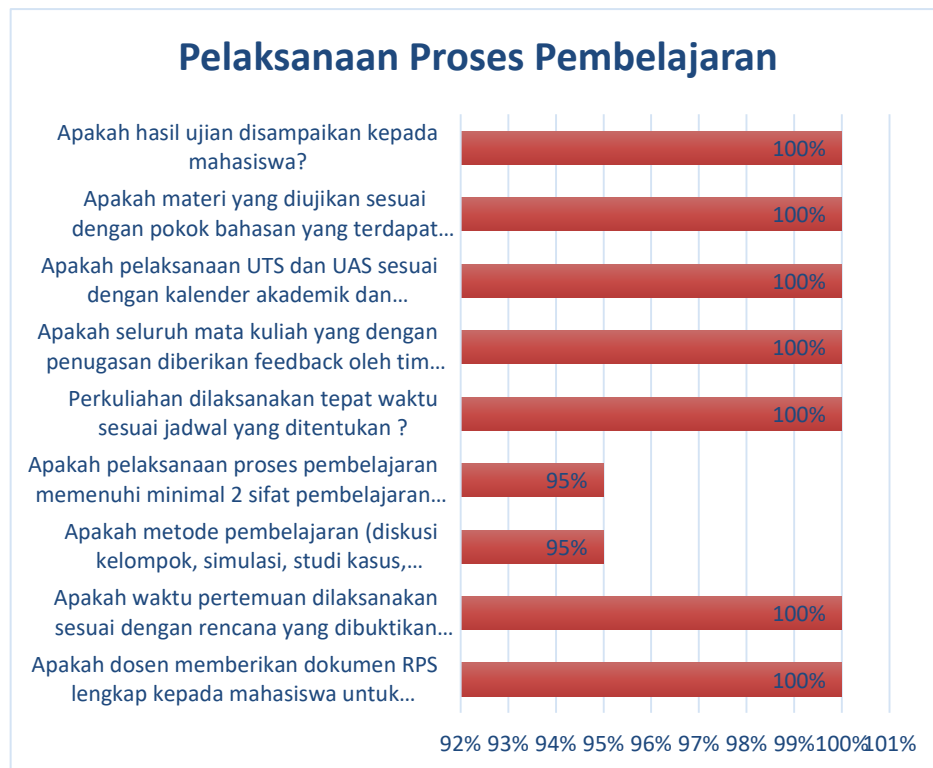 Pelaksanaan Proses Pembelajaran
Apakah hasil ujian disampaikan kepada
mahasiswa?
100%
Apakah materi yang diujikan sesuai
dengan pokok bahasan yang terdapat...
100%
Apakah pelaksanaan UTS dan UAS sesuai
dengan kalender akademik dan...
100%
Apakah seluruh mata kuliah yang dengan
penugasan diberikan feedback oleh tim...
100%
Perkuliahan dilaksanakan tepat waktu
sesuai jadwal yang ditentukan ?
100%
Apakah pelaksanaan proses pembelajaran
memenuhi minimal 2 sifat pembelajaran...
95%
Apakah metode pembelajaran (diskusi
kelompok, simulasi, studi kasus,...
95%
Apakah waktu pertemuan dilaksanakan
sesuai dengan rencana yang dibuktikan...
100%
Apakah dosen memberikan dokumen RPS
lengkap kepada mahasiswa untuk...
100%
92% 93% 94% 95% 96% 97% 98% 99% 100% 101%